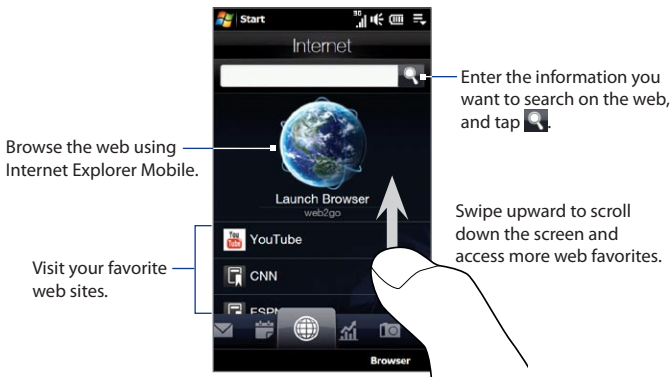 Start
3G
Internet
Enter the information you
want to search on the web,
and tap .
Browse the web using
Internet Explorer Mobile.
Launch Browser
web2go
Swipe upward to scroll
down the screen and
access more web favorites.
You Tube YouTube
CNN
Visit your favorite
web sites.
ESPN
Browser